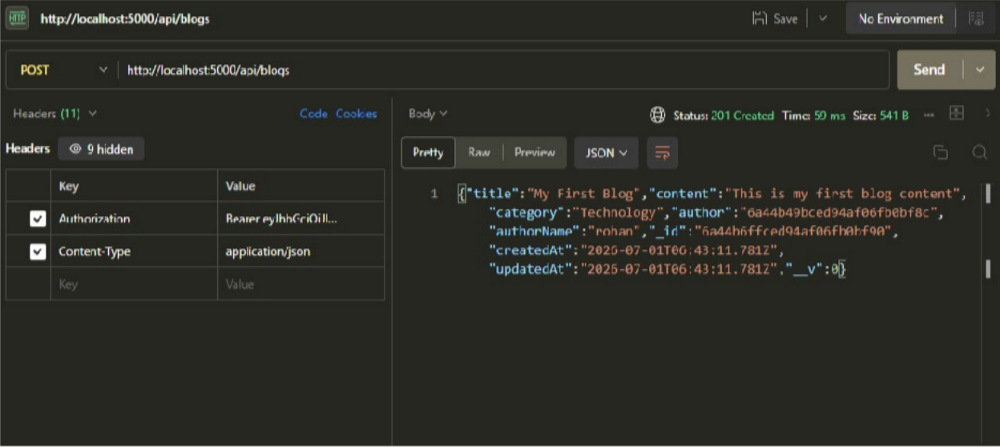 HTTP http://localhost:5000/api/blogs Save No Environment
POST http://localhost:5000/api/blogs Send
Headers (11) Code Cookies
Headers 9 hidden
Key Value
Authorization
Content-Type application/json
Key Value
Body Status: 201 Created Time: 59 ms Size: 541 B
Pretty Raw Preview JSON
1 {"title":"My First Blog","content":"This is my first blog content",
"category":"Technology","author":"6a44b49bced94af06fb0bf8c",
"authorName":"rohan","_id":"6a44b6ffced94af06fb0bf90",
"createdAt":"2026-07-01T06:43:11.781Z",
"updatedAt":"2026-07-01T06:43:11.781Z","__v":0}